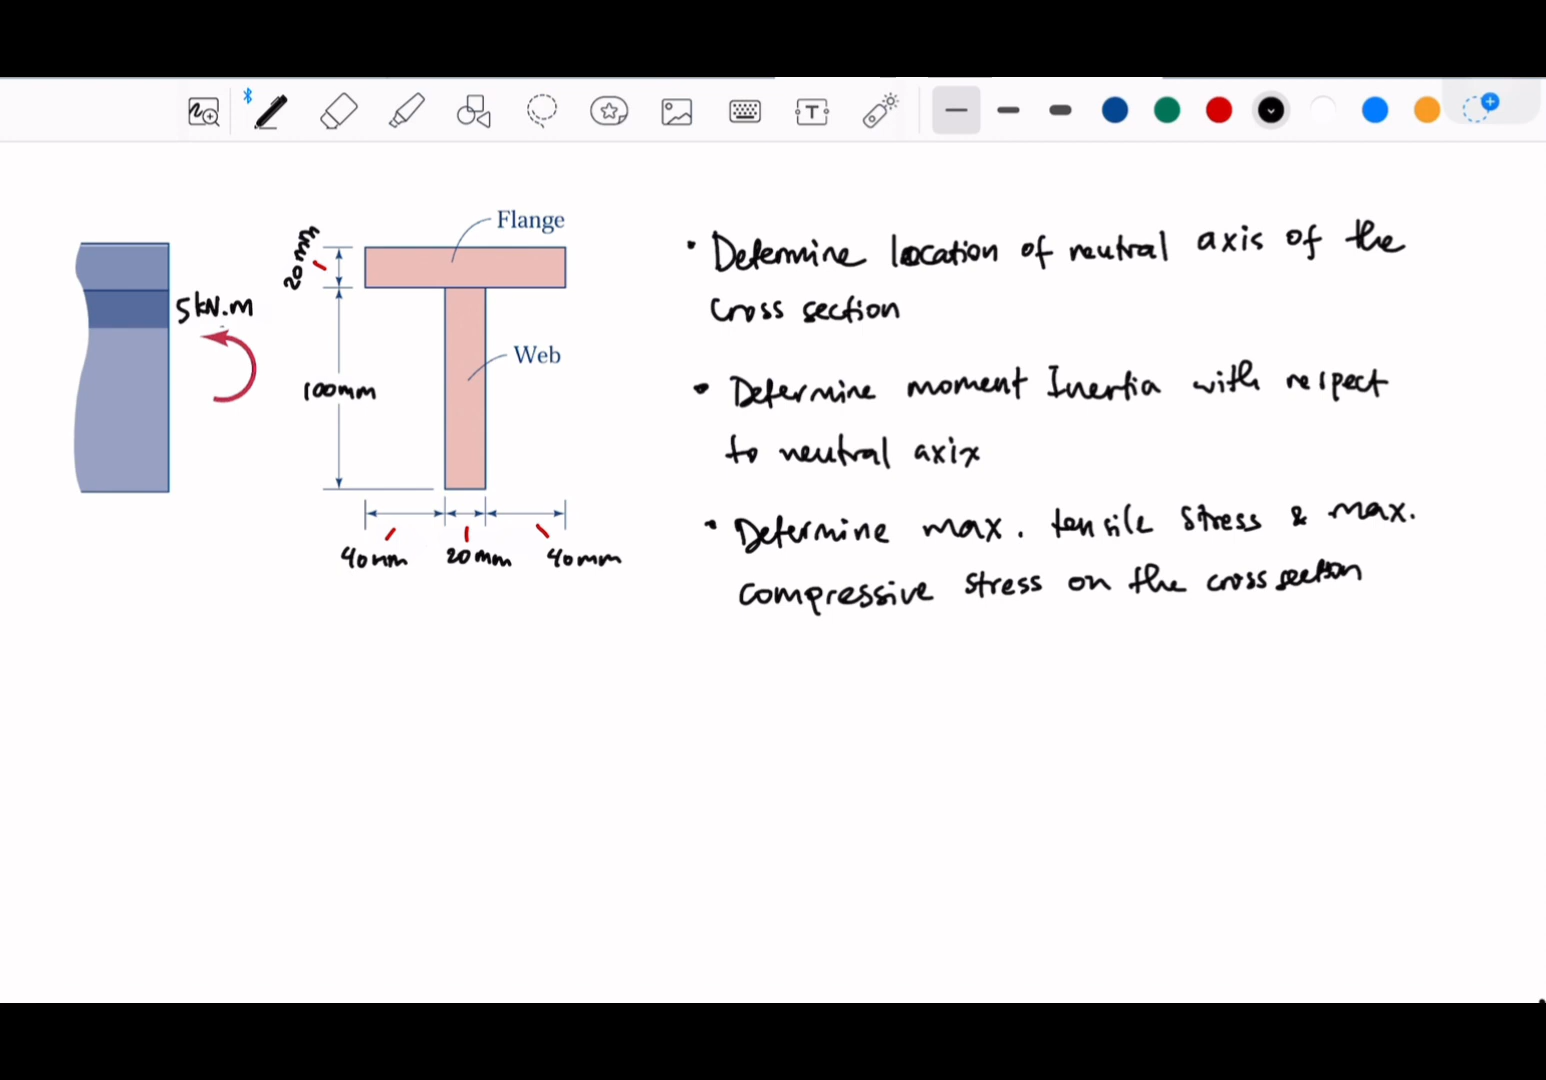 Flange
20mm
5kN.m
Web
100mm
40mm 20mm 40mm
• Determine location of neutral axis of the
cross section
• Determine moment Inertia with respect
to neutral axix
• Determine max. tensile stress & max.
compressive stress on the cross section